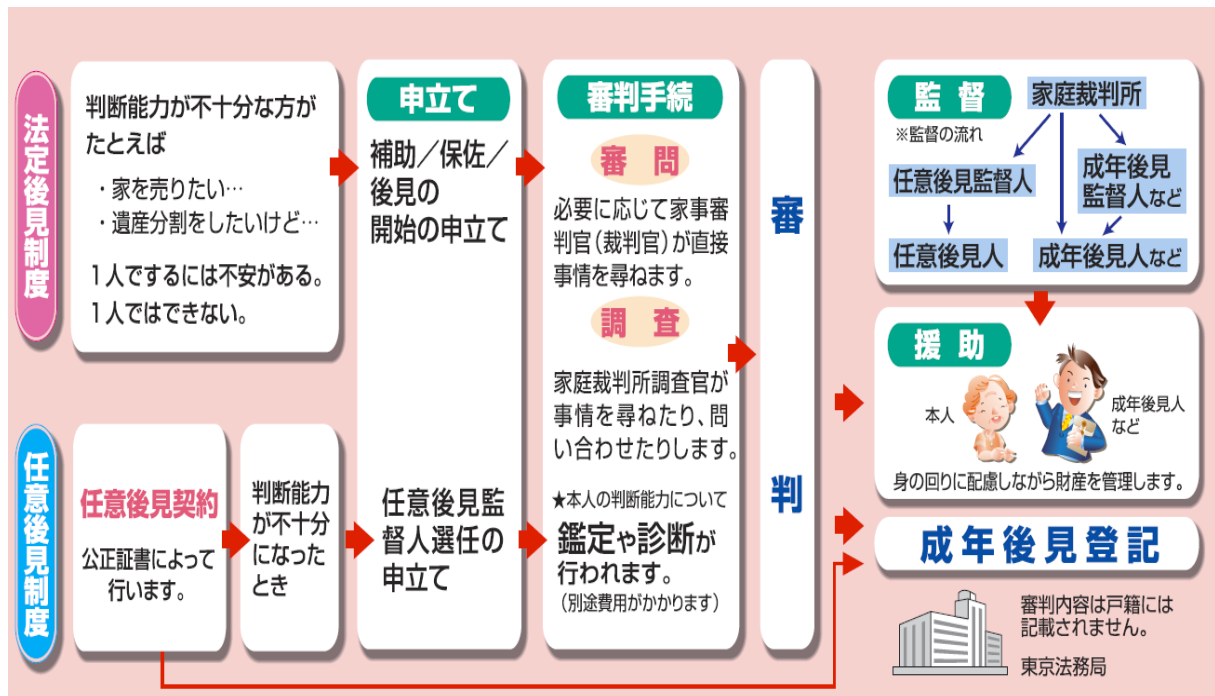 法定後見制度
判断能力が不十分な方が
たとえば
・家を売りたい…
・遺産分割をしたいけど…
1人でするには不安がある。
1人ではできない。
任意後見制度
任意後見契約
公正証書によって
行います。
判断能力
が不十分
になった
とき
申立て
補助／保佐／
後見の
開始の申立て
任意後見監
督人選任の
申立て
審判手続
審問
必要に応じて家事審
判官(裁判官)が直接
事情を尋ねます。
調査
家庭裁判所調査官が
事情を尋ねたり、問
い合わせたりします。
★本人の判断能力について
鑑定や診断が
行われます。
(別途費用がかかります)
審判
監督
※監督の流れ
家庭裁判所
任意後見監督人
成年後見
監督人など
任意後見人
成年後見人など
援助
本人
成年後見人
など
身の回りに配慮しながら財産を管理します。
成年後見登記
審判内容は戸籍には
記載されません。
東京法務局